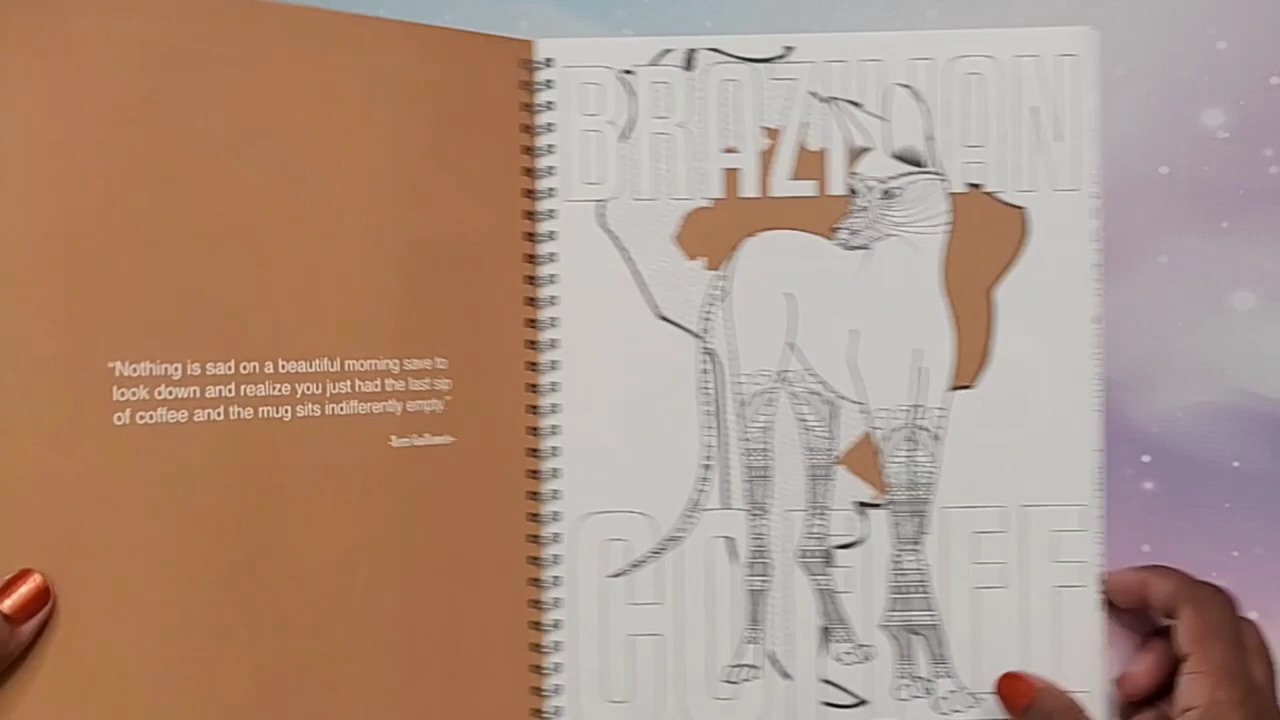 "Nothing is sad on a beautiful morning save to
look down and realize you just had the last sip
of coffee and the mug sits indifferently empty."
BRAZILIAN
COFFEE